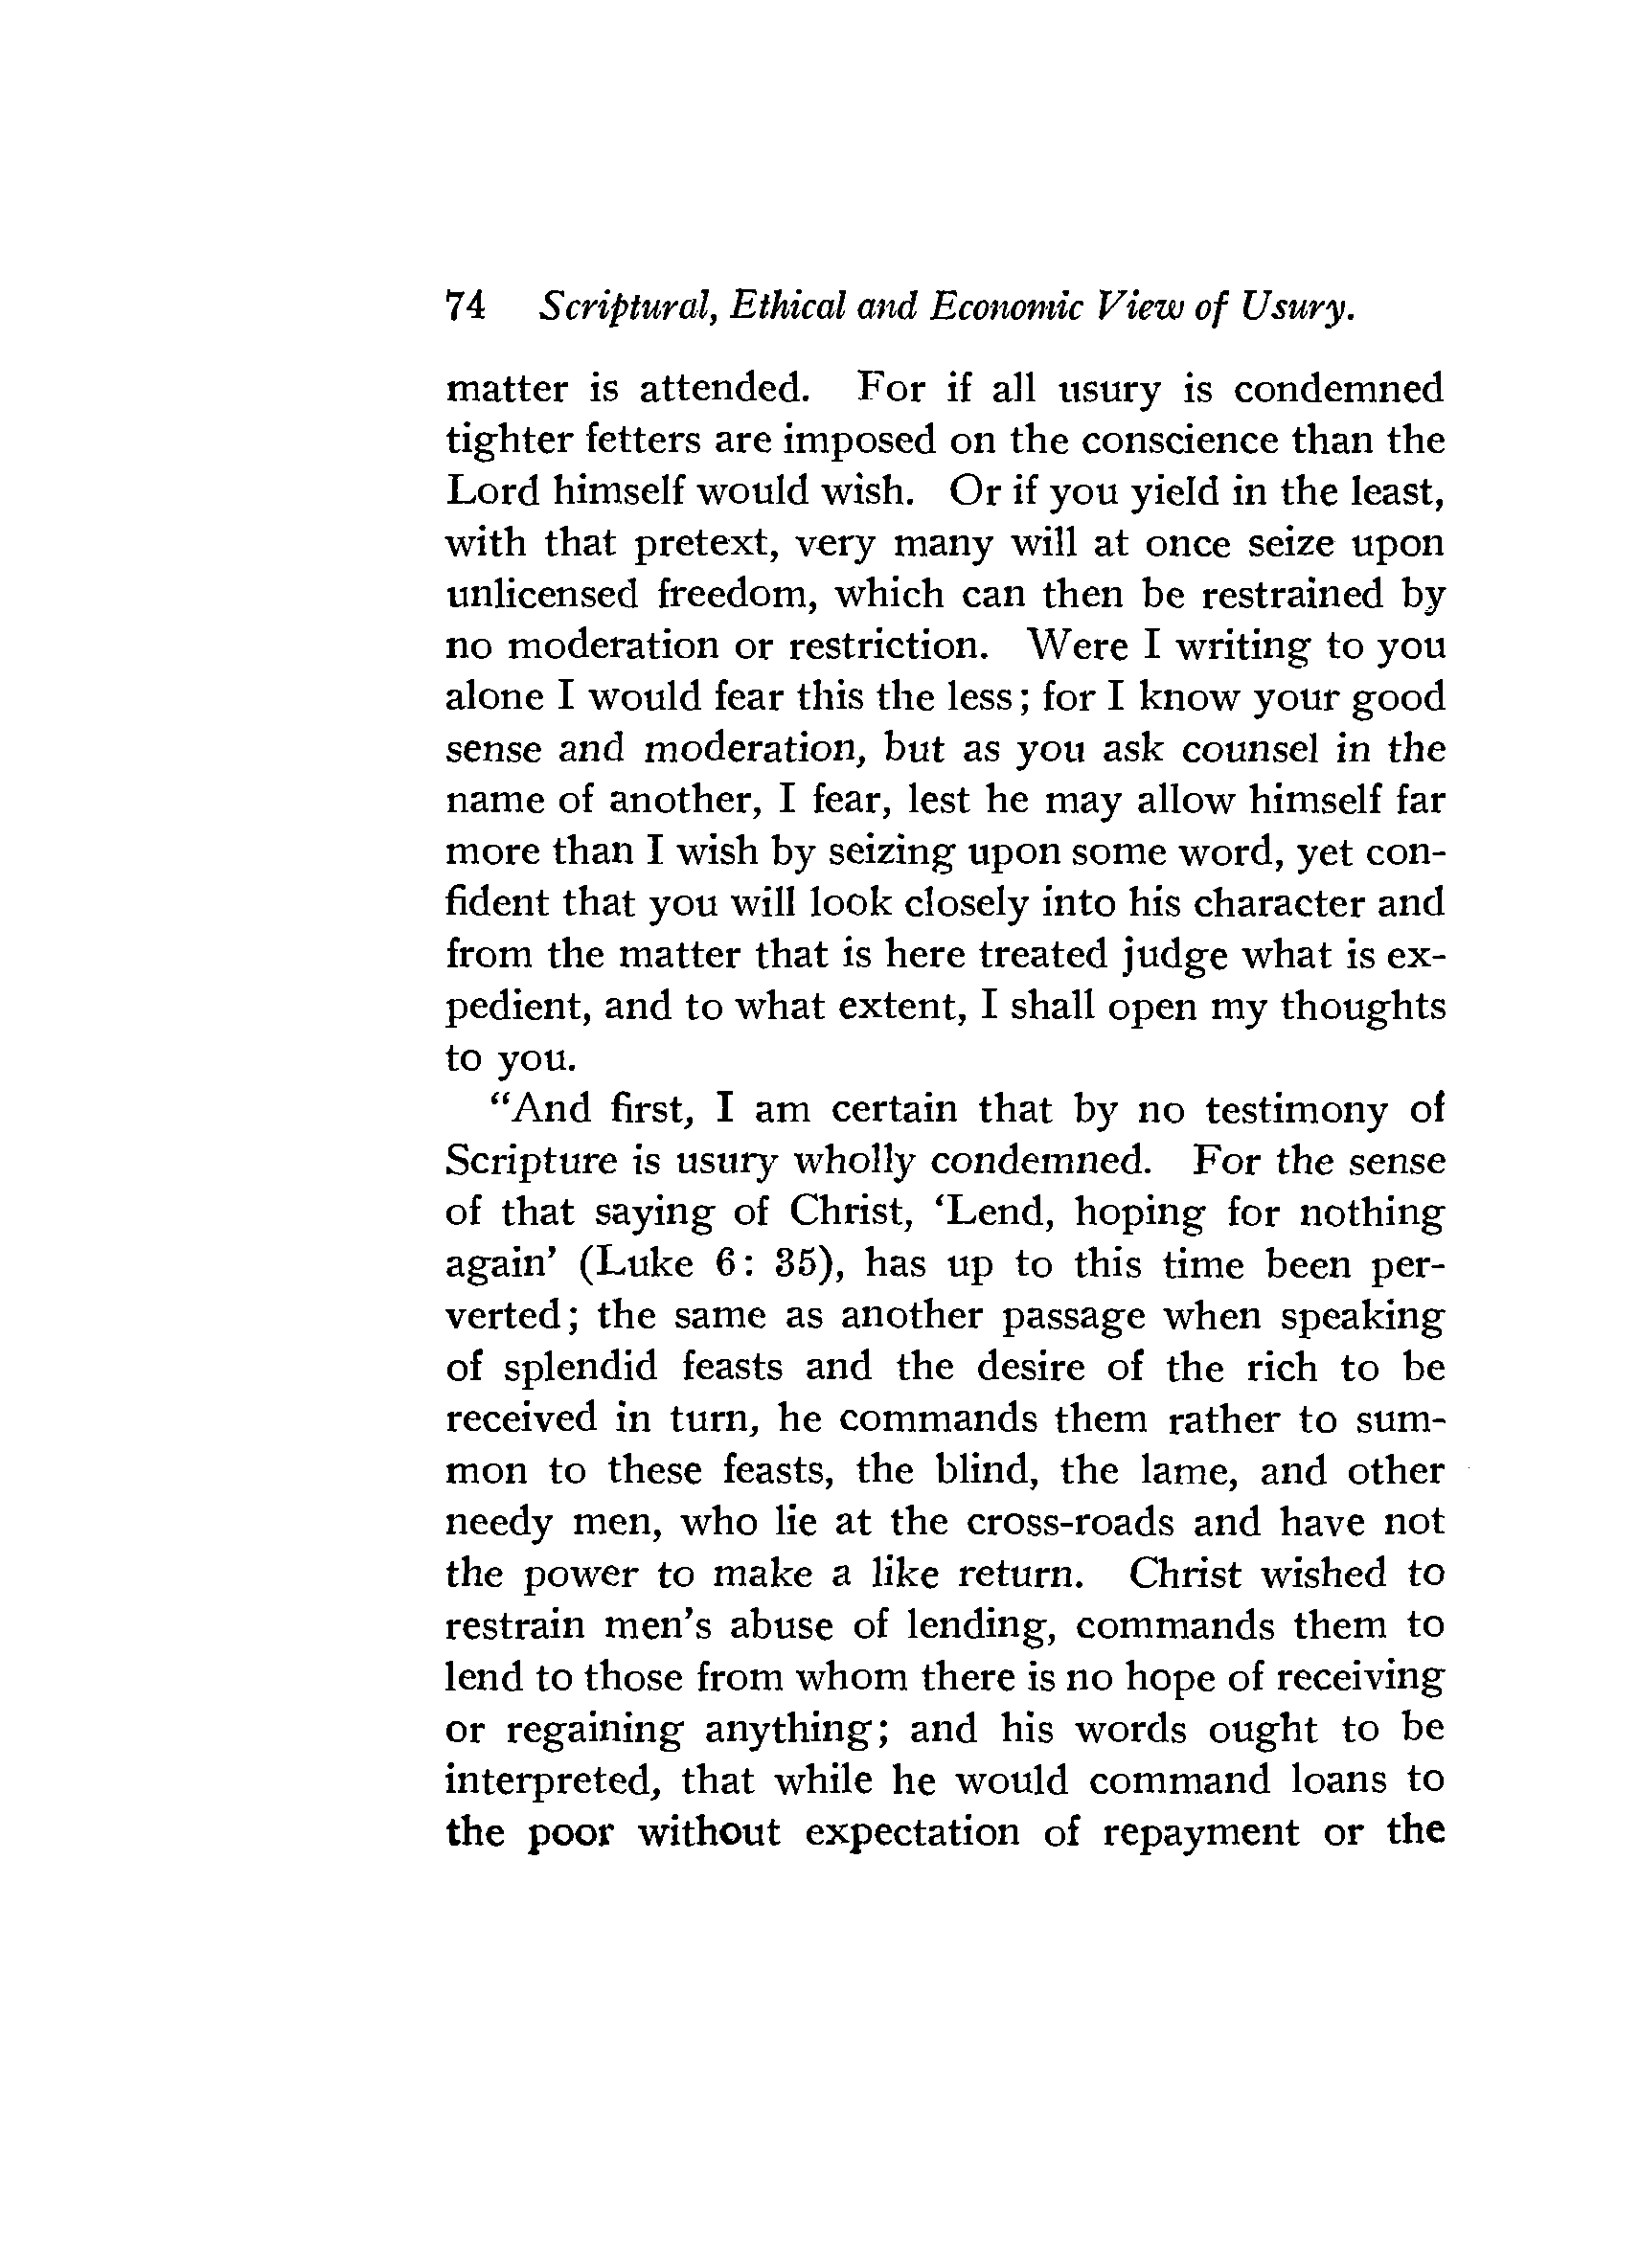 74 Scriptural, Ethical and Economic View of Usury.
matter is attended. For if all usury is condemned
tighter fetters are imposed on the conscience than the
Lord himself would wish. Or if you yield in the least,
with that pretext, very many will at once seize upon
unlicensed freedom, which can then be restrained by
no moderation or restriction. Were I writing to you
alone I would fear this the less; for I know your good
sense and moderation, but as you ask counsel in the
name of another, I fear, lest he may allow himself far
more than I wish by seizing upon some word, yet con-
fident that you will look closely into his character and
from the matter that is here treated judge what is ex-
pedient, and to what extent, I shall open my thoughts
to you.
“And first, I am certain that by no testimony of
Scripture is usury wholly condemned. For the sense
of that saying of Christ, ‘Lend, hoping for nothing
again’ (Luke 6: 35), has up to this time been per-
verted; the same as another passage when speaking
of splendid feasts and the desire of the rich to be
received in turn, he commands them rather to sum-
mon to these feasts, the blind, the lame, and other
needy men, who lie at the cross-roads and have not
the power to make a like return. Christ wished to
restrain men’s abuse of lending, commands them to
lend to those from whom there is no hope of receiving
or regaining anything; and his words ought to be
interpreted, that while he would command loans to
the poor without expectation of repayment or the